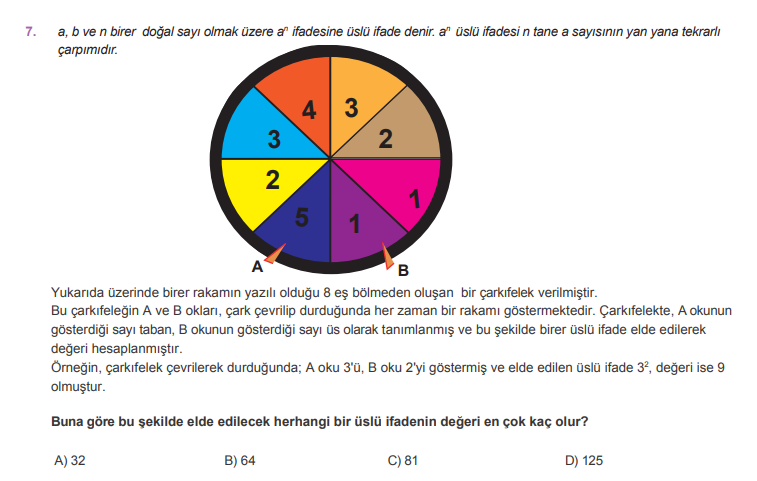 7. a, b ve n birer doğal sayı olmak üzere aⁿ ifadesine üslü ifade denir. aⁿ üslü ifadesi n tane a sayısının yan yana tekrarlı
çarpımıdır.
4 3
3 2
2 1
5 1
A B
Yukarıda üzerinde birer rakamın yazılı olduğu 8 eş bölmeden oluşan bir çarkıfelek verilmiştir.
Bu çarkıfeleğin A ve B okları, çark çevrilip durduğunda her zaman bir rakamı göstermektedir. Çarkıfelekte, A okunun
gösterdiği sayı taban, B okunun gösterdiği sayı üs olarak tanımlanmış ve bu şekilde birer üslü ifade elde edilerek
değeri hesaplanmıştır.
Örneğin, çarkıfelek çevrilerek durduğunda; A oku 3'ü, B oku 2'yi göstermiş ve elde edilen üslü ifade 3², değeri ise 9
olmuştur.
Buna göre bu şekilde elde edilecek herhangi bir üslü ifadenin değeri en çok kaç olur?
A) 32 B) 64 C) 81 D) 125